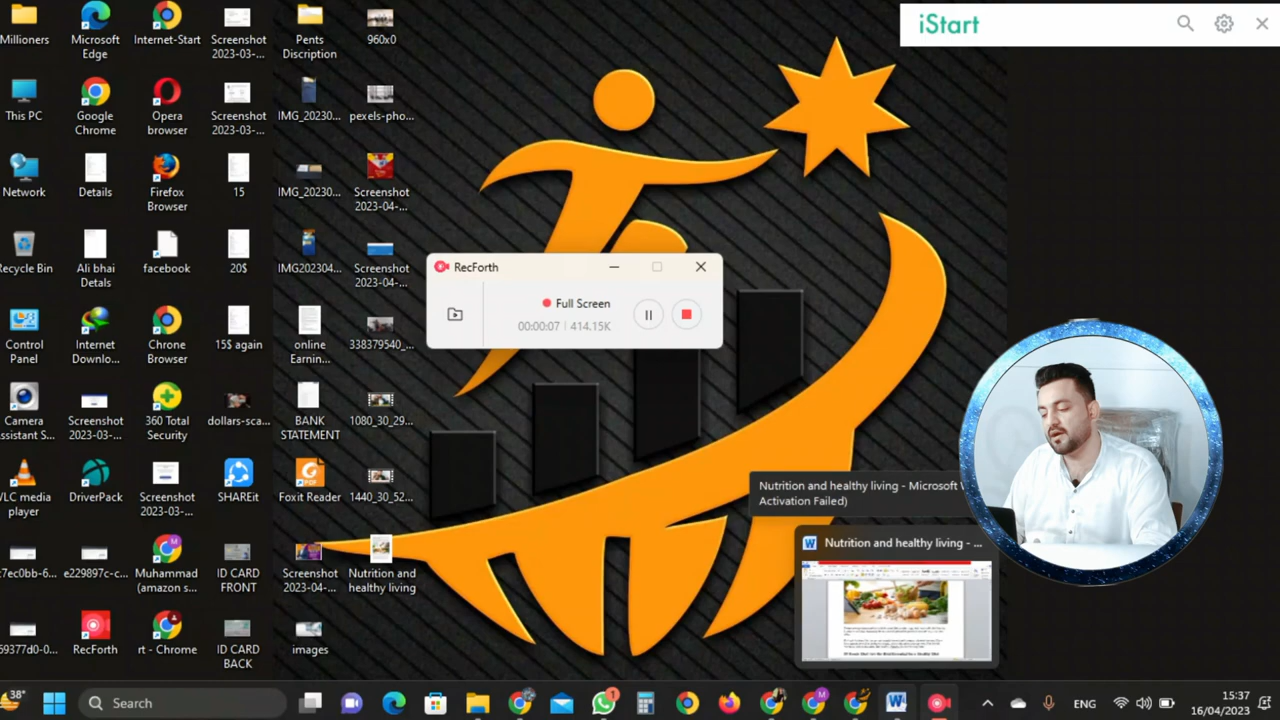 iStart
Millioners
Microsoft
Edge
Internet-Start
Screenshot
2023-03-...
Pents
Discription
960x0
This PC
Google
Chrome
Opera
browser
Screenshot
2023-03-...
IMG_20230...
pexels-pho...
Network
Details
Firefox
Browser
15
IMG_20230...
Screenshot
2023-04-...
Recycle Bin
Ali bhai
Detals
facebook
20$
IMG202304...
Screenshot
2023-04-...
RecForth
Full Screen
00:00:07 | 414.15K
Control
Panel
Internet
Downlo...
Chrone
Browser
15$ again
online
Earnin...
338379540_...
Camera
Assistant S...
Screenshot
2023-03-...
360 Total
Security
dollars-sca...
BANK
STATEMENT
1080_30_29...
VLC media
player
DriverPack
Screenshot
2023-03-...
SHAREit
Foxit Reader
1440_30_52...
Nutrition and healthy living - Microsoft
Activation Failed)
Nutrition and healthy living - ...
c7ec0bb-6...
e229897c-c...
Muhammad
(amazon s...
ID CARD
FRONT
Screenshot
2023-04-...
Nutrition and
healthy living
69377d0-0...
RecForth
ID CARD
BACK
images
38°
Search
1
ENG
15:37
16/04/2023